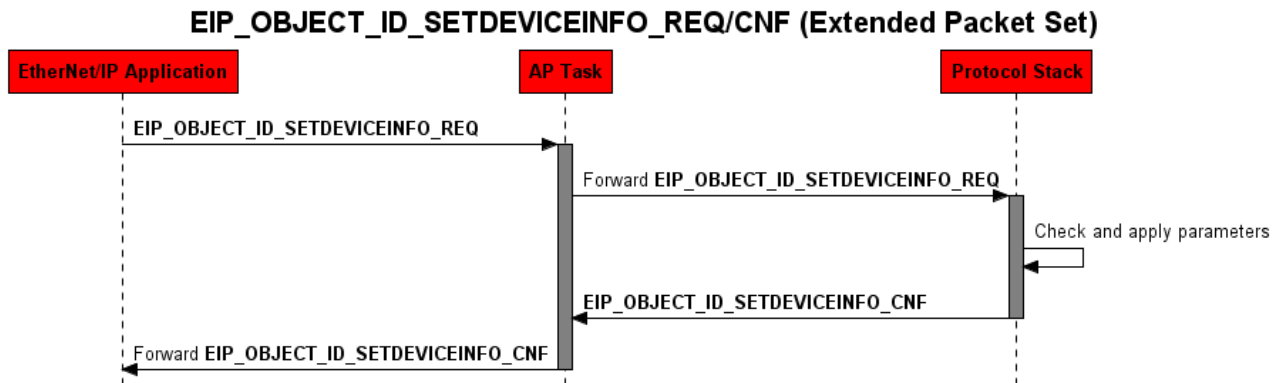 EIP_OBJECT_ID_SETDEVICEINFO_REQ/CNF (Extended Packet Set)
EtherNet/IP Application
AP Task
Protocol Stack
EIP_OBJECT_ID_SETDEVICEINFO_REQ
Forward EIP_OBJECT_ID_SETDEVICEINFO_REQ
Check and apply parameters
EIP_OBJECT_ID_SETDEVICEINFO_CNF
Forward EIP_OBJECT_ID_SETDEVICEINFO_CNF